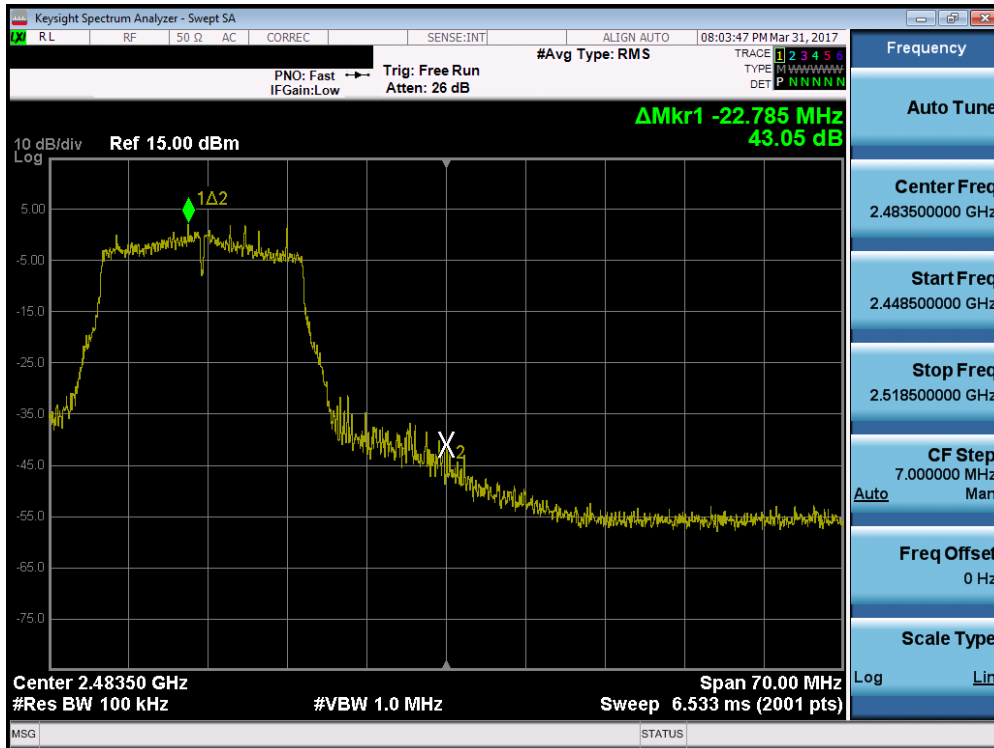 Keysight Spectrum Analyzer - Swept SA
LXI RL RF 50 Ω AC CORREC SENSE:INT ALIGN AUTO 08:03:47 PM Mar 31, 2017
#Avg Type: RMS
TRACE 1 2 3 4 5 6
TYPE M WWWWW
DET P N N N N N
PNO: Fast
IFGain:Low
Trig: Free Run
Atten: 26 dB
ΔMkr1 -22.785 MHz
43.05 dB
10 dB/div
Log
Ref 15.00 dBm
1Δ2
5.00
-5.00
-15.0
-25.0
-35.0
X2
-45.0
-55.0
-65.0
-75.0
Center 2.48350 GHz
Span 70.00 MHz
#Res BW 100 kHz
#VBW 1.0 MHz
Sweep 6.533 ms (2001 pts)
MSG
STATUS
Frequency
Auto Tune
Center Freq
2.483500000 GHz
Start Freq
2.448500000 GHz
Stop Freq
2.518500000 GHz
CF Step
7.000000 MHz
Auto Man
Freq Offset
0 Hz
Scale Type
Log Lin